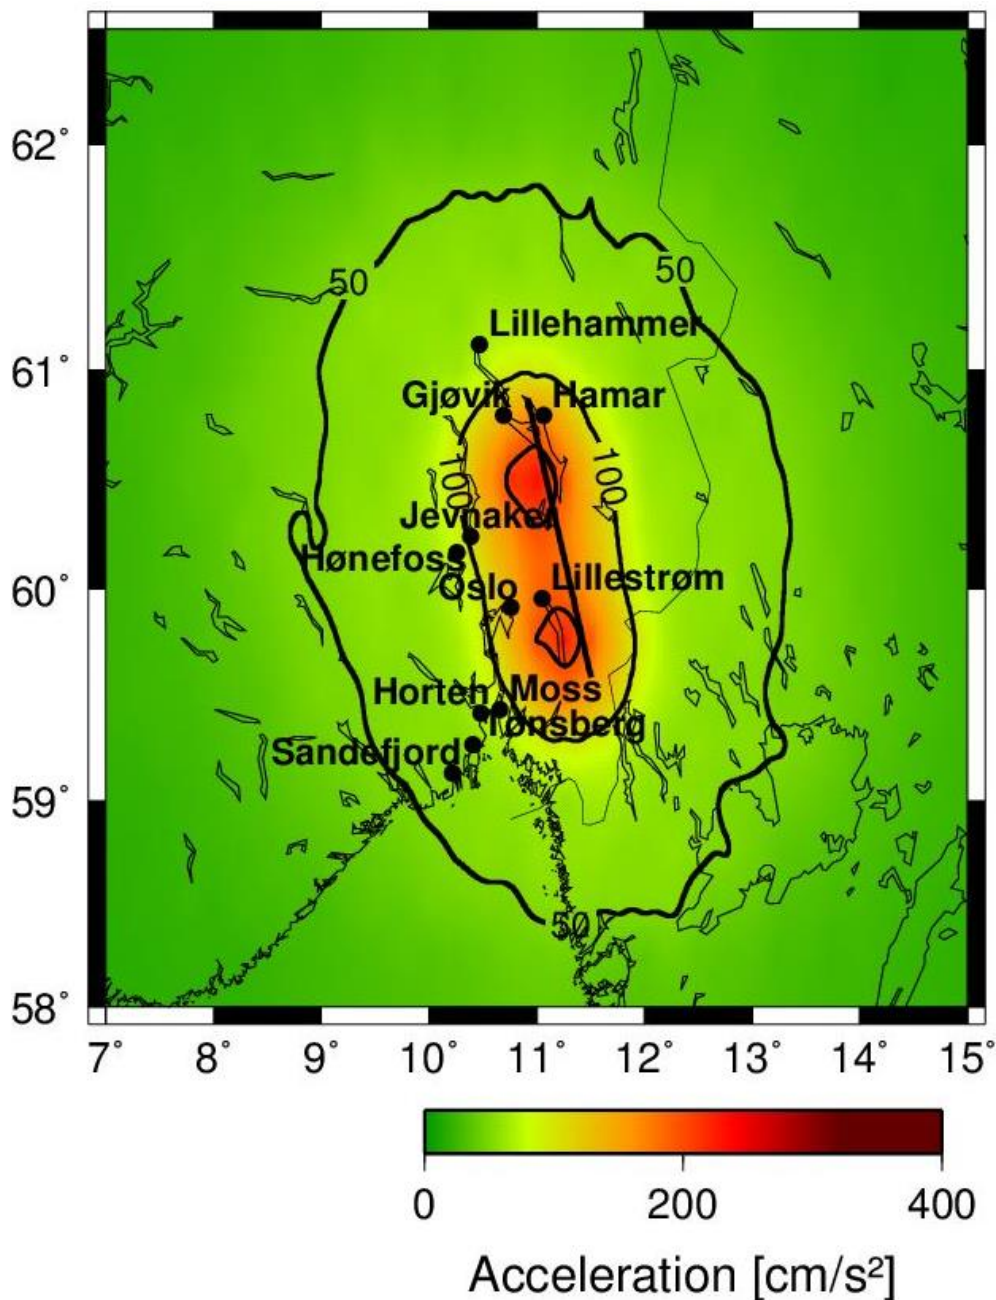 62°
50
50
Lillehammer
61°
Gjøvik
Hamar
100
100
Jevnaker
Hønefoss
60°
Oslo
Lillestrøm
Horten
Moss
Tønsberg
Sandefjord
59°
50
58°
7° 8° 9° 10° 11° 12° 13° 14° 15°
0 200 400
Acceleration [cm/s²]